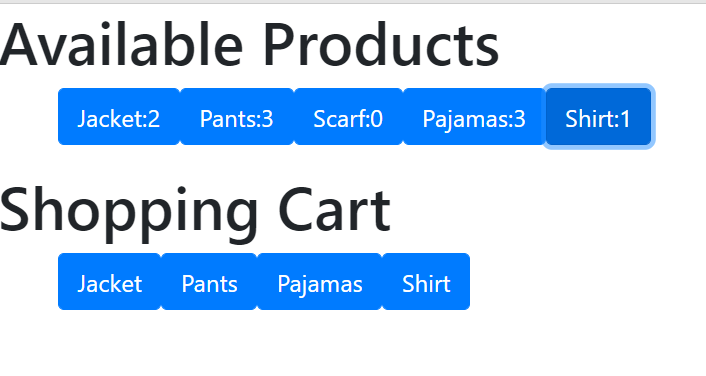 Available Products
Jacket:2 Pants:3 Scarf:0 Pajamas:3 Shirt:1
Shopping Cart
Jacket Pants Pajamas Shirt